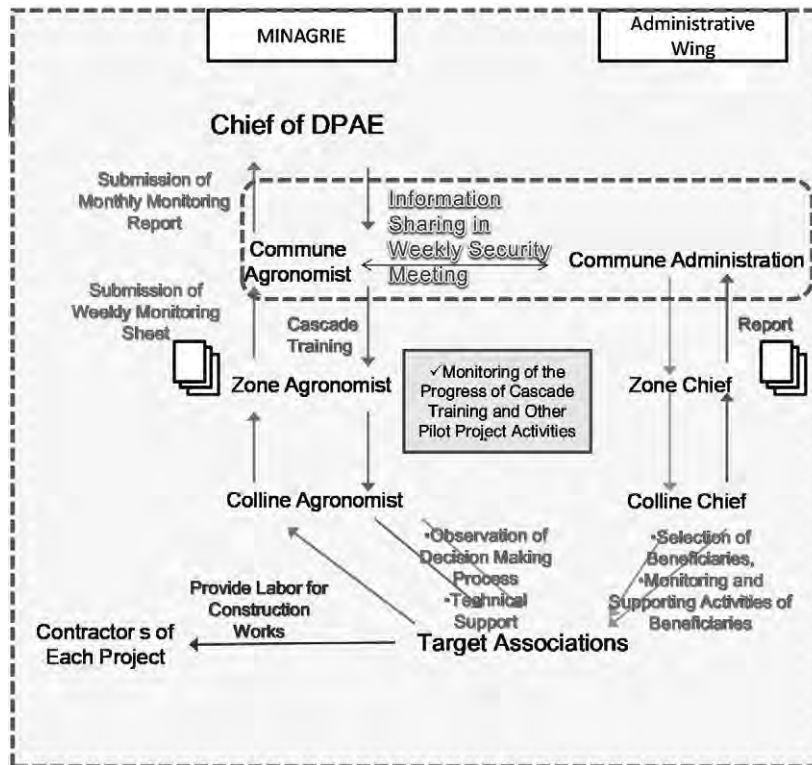 MINAGRIE
Administrative
Wing
Chief of DPAE
Submission of
Monthly Monitoring
Report
Information
Sharing in
Weekly Security
Meeting
Commune
Agronomist
Commune Administration
Submission of
Weekly Monitoring
Sheet
Cascade
Training
Report
Zone Agronomist
✓Monitoring of the
Progress of Cascade
Training and Other
Pilot Project Activities
Zone Chief
Colline Agronomist
Colline Chief
•Observation of
Decision Making
Process
•Technical
Support
•Selection of
Beneficiaries,
•Monitoring and
Supporting Activities of
Beneficiaries
Provide Labor for
Construction
Works
Contractor s of
Each Project
Target Associations